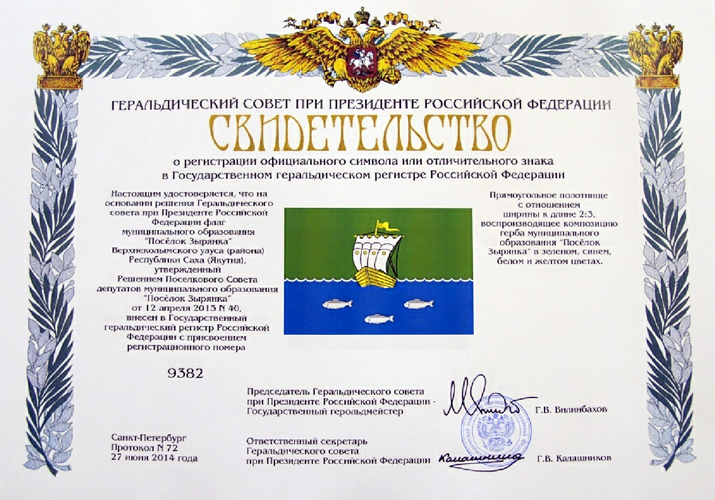 ГЕРАЛЬДИЧЕСКИЙ СОВЕТ ПРИ ПРЕЗИДЕНТЕ РОССИЙСКОЙ ФЕДЕРАЦИИ
СВИДЕТЕЛЬСТВО
о регистрации официального символа или отличительного знака
в Государственном геральдическом регистре Российской Федерации
Настоящим удостоверяется, что на
основании решения Геральдического
совета при Президенте Российской
Федерации флаг
муниципального образования
"Посёлок Зырянка"
Верхнеколымского улуса (района)
Республики Саха (Якутия),
утвержденный
Решением Поселкового Совета
депутатов муниципального образования
"Посёлок Зырянка"
от 12 апреля 2013 N 40,
внесен в Государственный
геральдический регистр Российской
Федерации с присвоением
регистрационного номера
9382
Прямоугольное полотнище
с отношением
ширины к длине 2:3,
воспроизводящее композицию
герба муниципального
образования "Посёлок
Зырянка" в зеленом, синем,
белом и желтом цветах.
Председатель Геральдического совета
при Президенте Российской Федерации -
Государственный герольдмейстер
Г.В. Вилинбахов
Санкт-Петербург
Протокол N 72
27 июня 2014 года
Ответственный секретарь
Геральдического совета
при Президенте Российской Федерации
Г.В. Калашников